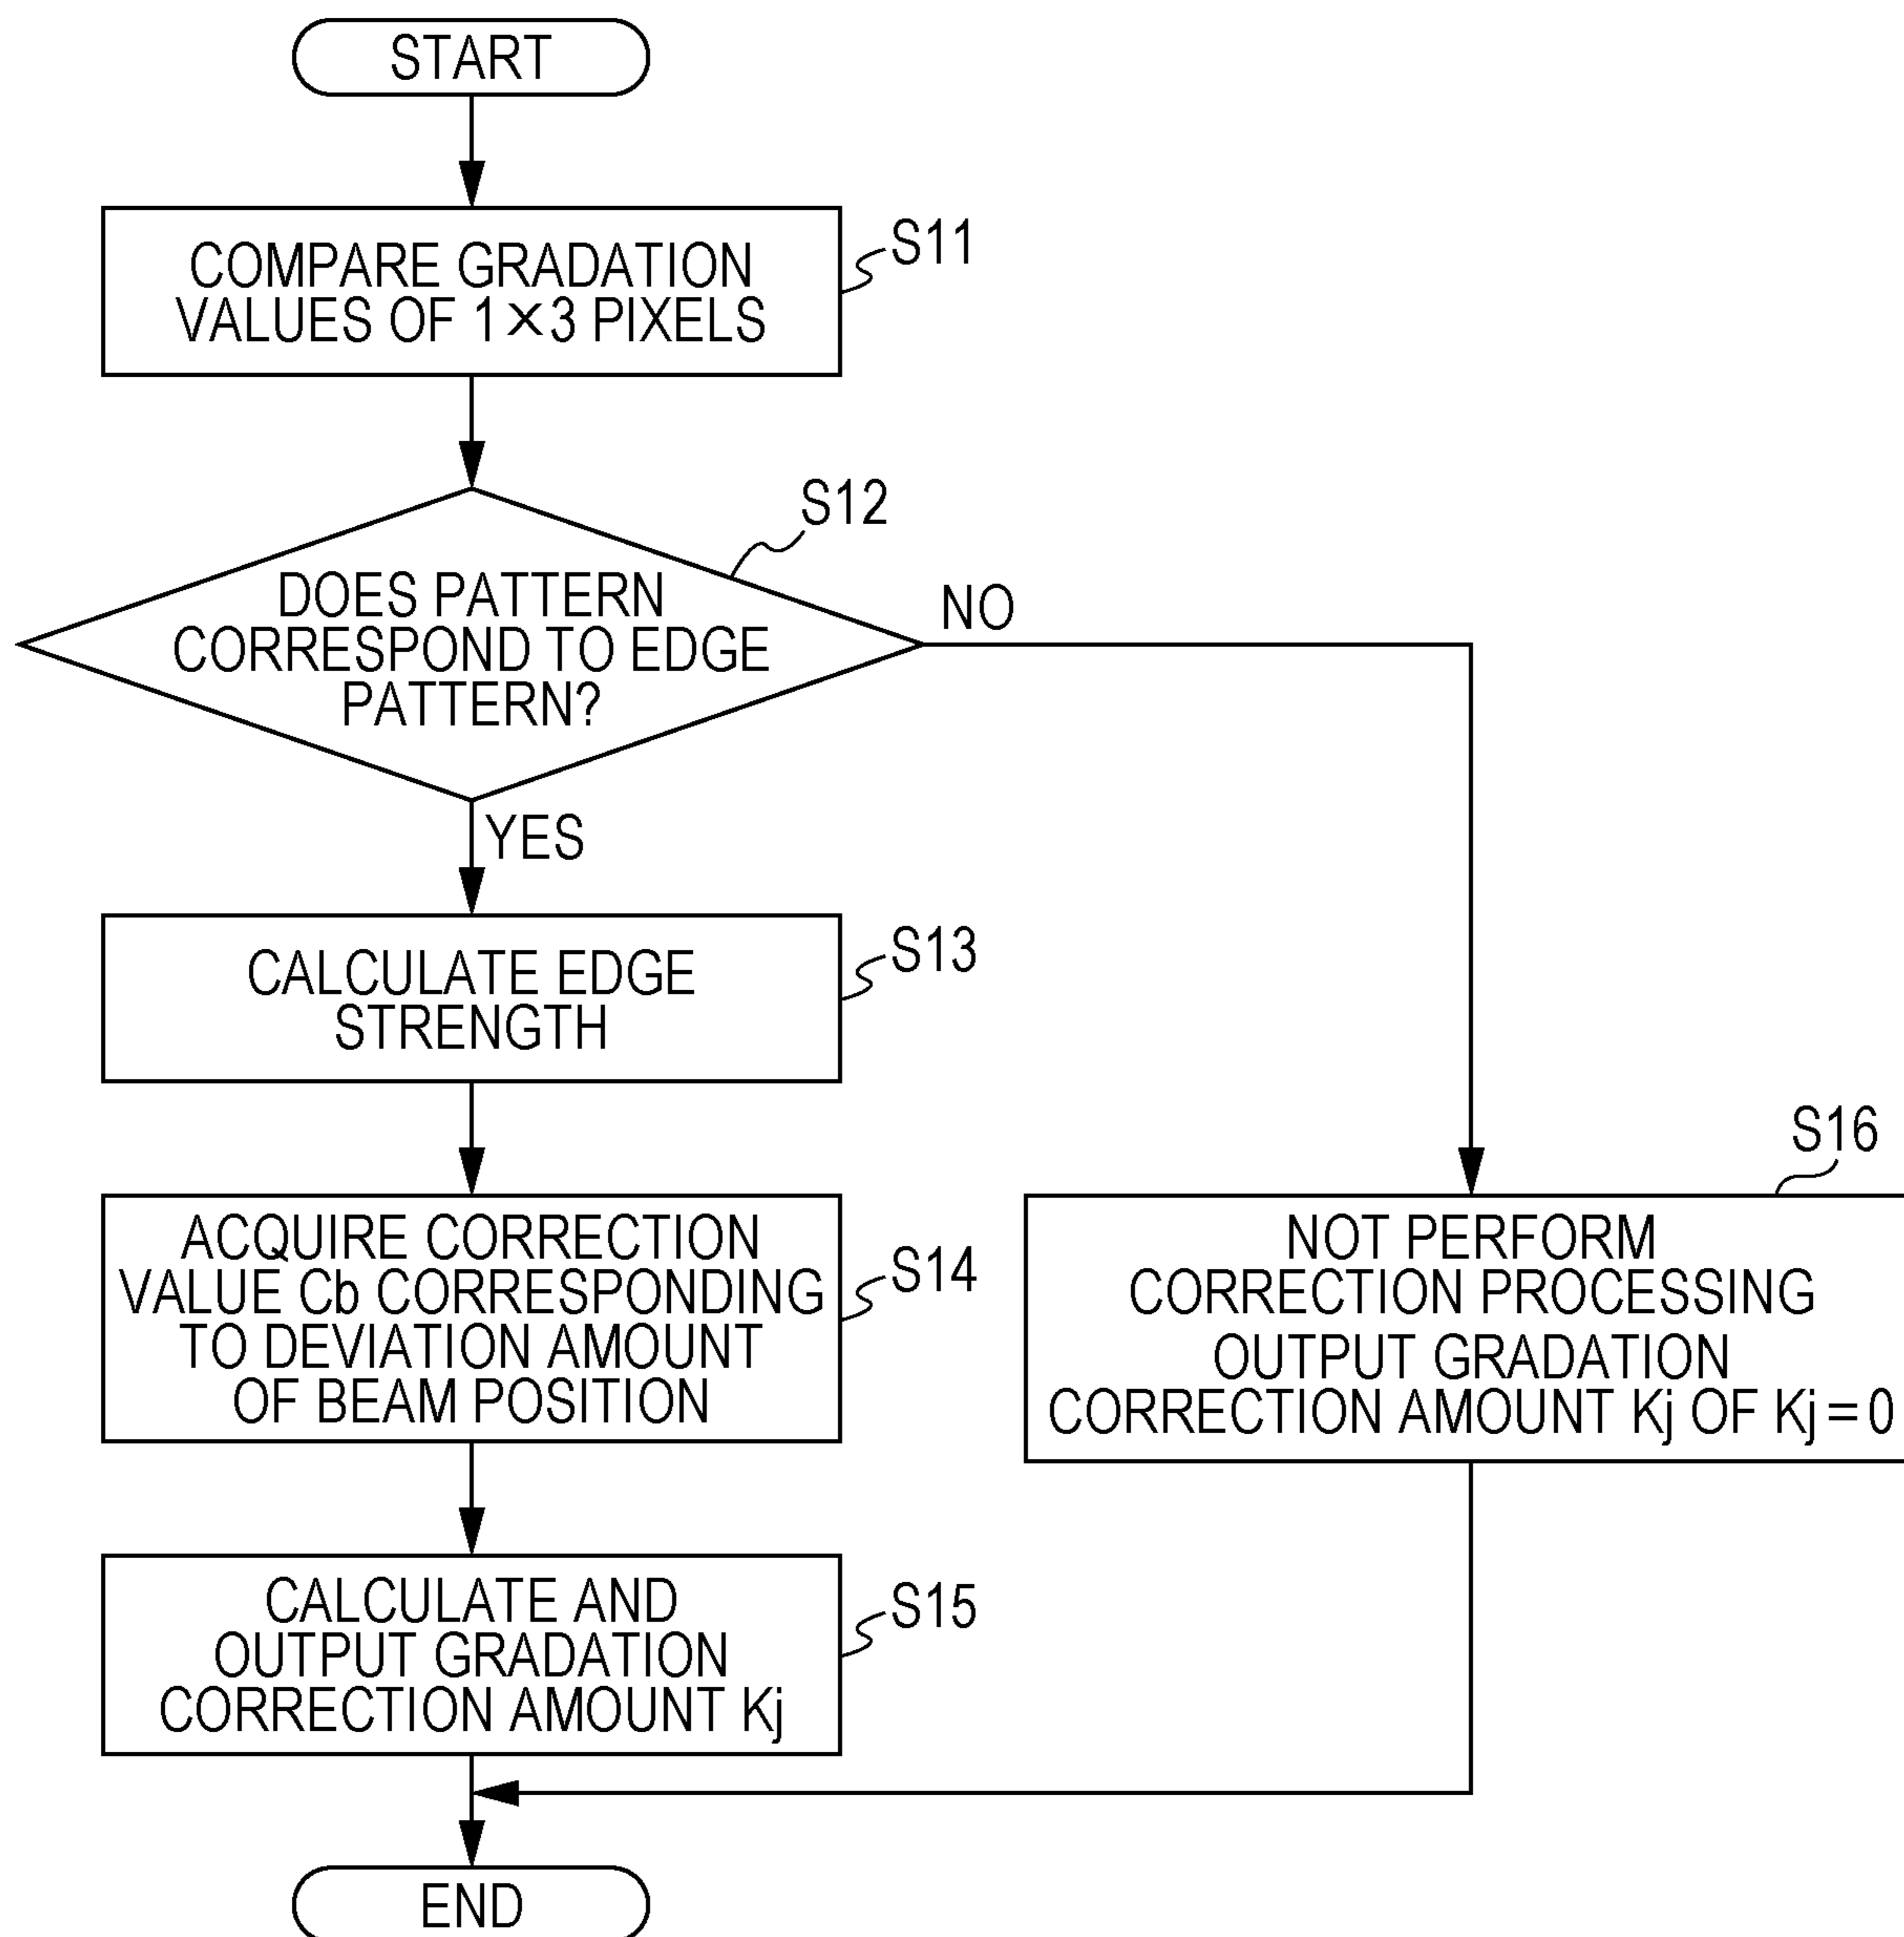 START
COMPARE GRADATION
VALUES OF 1×3 PIXELS
S11
DOES PATTERN
CORRESPOND TO EDGE
PATTERN?
S12
NO
YES
CALCULATE EDGE
STRENGTH
S13
ACQUIRE CORRECTION
VALUE Cb CORRESPONDING
TO DEVIATION AMOUNT
OF BEAM POSITION
S14
NOT PERFORM
CORRECTION PROCESSING
OUTPUT GRADATION
CORRECTION AMOUNT Kj OF Kj=0
S16
CALCULATE AND
OUTPUT GRADATION
CORRECTION AMOUNT Kj
S15
END